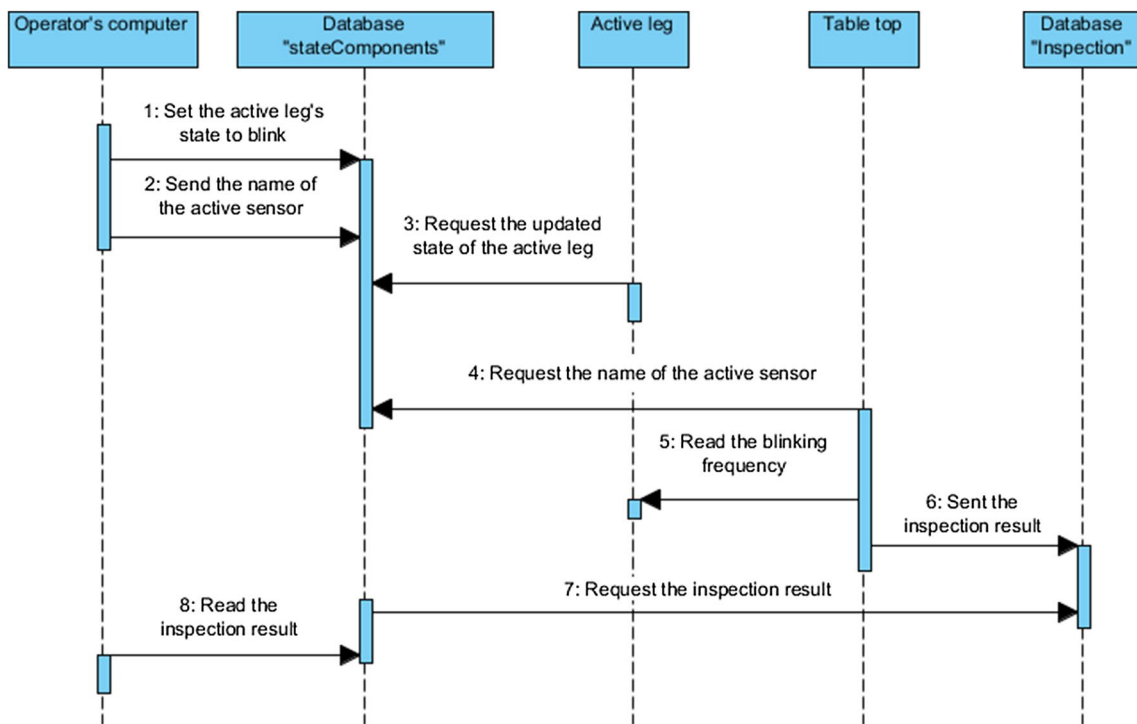 Operator's computer
Database
"stateComponents"
Active leg
Table top
Database
"Inspection"
1: Set the active leg's
state to blink
2: Send the name of
the active sensor
3: Request the updated
state of the active leg
4: Request the name of the active sensor
5: Read the blinking
frequency
6: Sent the
inspection result
7: Request the inspection result
8: Read the
inspection result